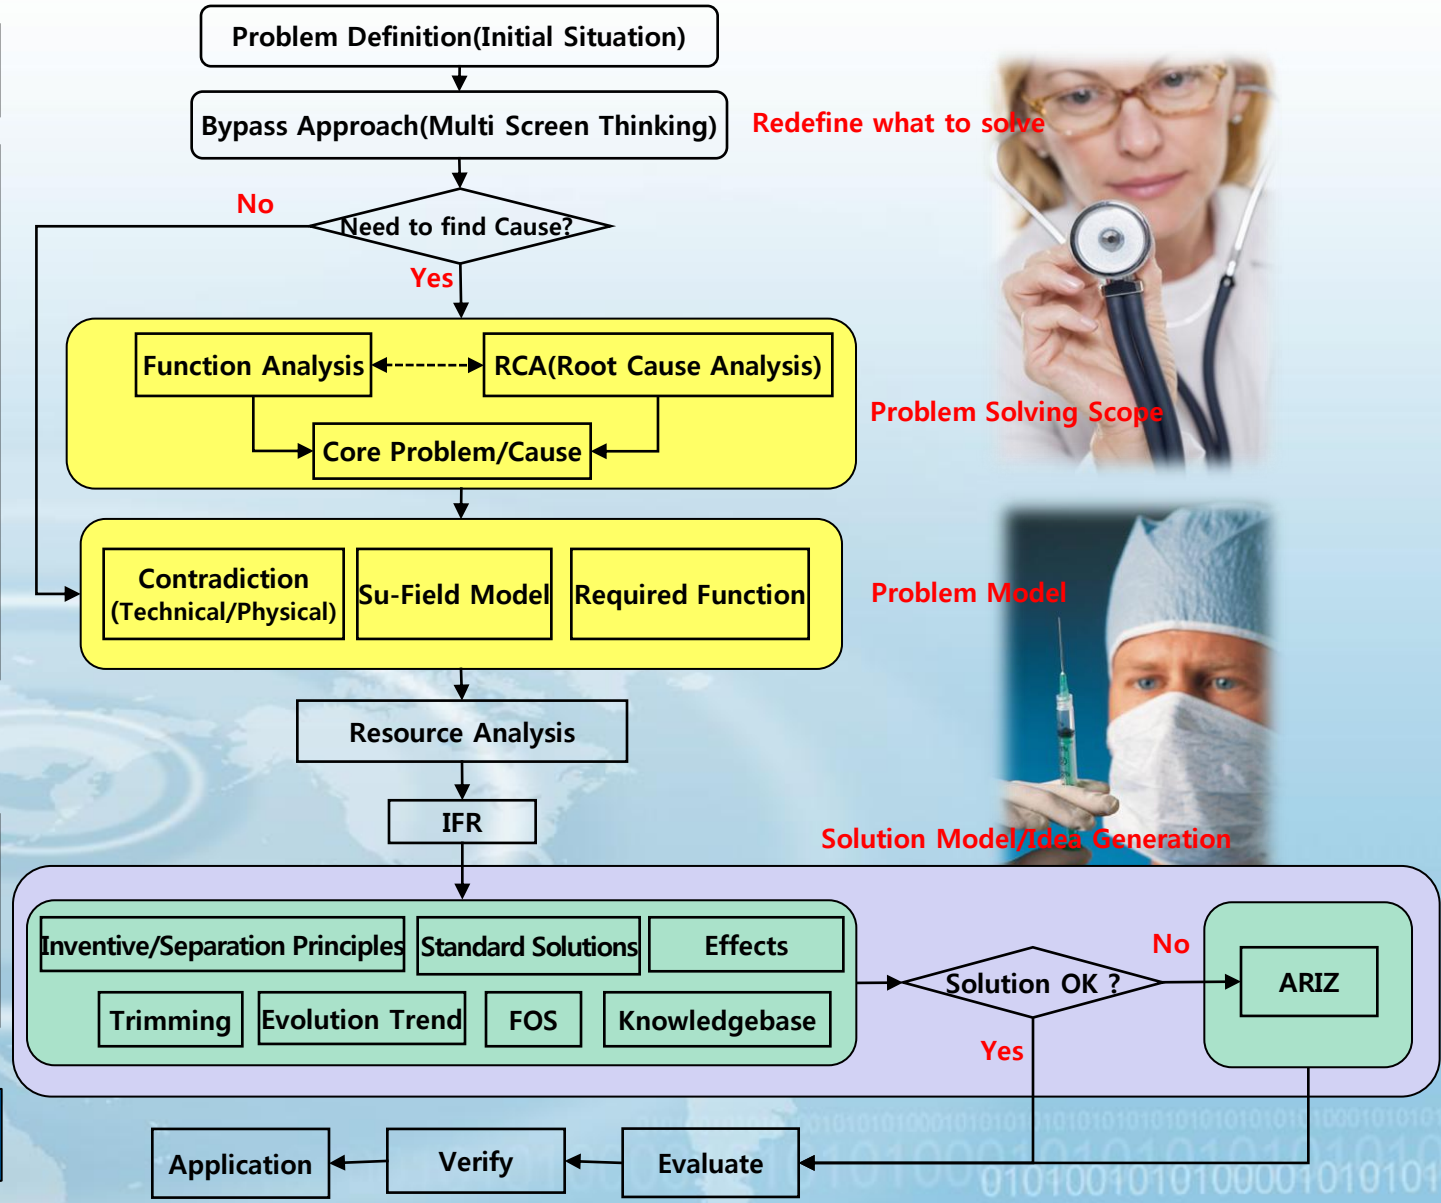 Problem Definition(Initial Situation)
Bypass Approach(Multi Screen Thinking)
Redefine what to solve
No
Need to find Cause?
Yes
Function Analysis
RCA(Root Cause Analysis)
Problem Solving Scope
Core Problem/Cause
Contradiction
(Technical/Physical)
Su-Field Model
Required Function
Problem Model
Resource Analysis
IFR
Solution Model/Idea Generation
Inventive/Separation Principles
Standard Solutions
Effects
Trimming
Evolution Trend
FOS
Knowledgebase
Solution OK ?
No
ARIZ
Yes
Application
Verify
Evaluate